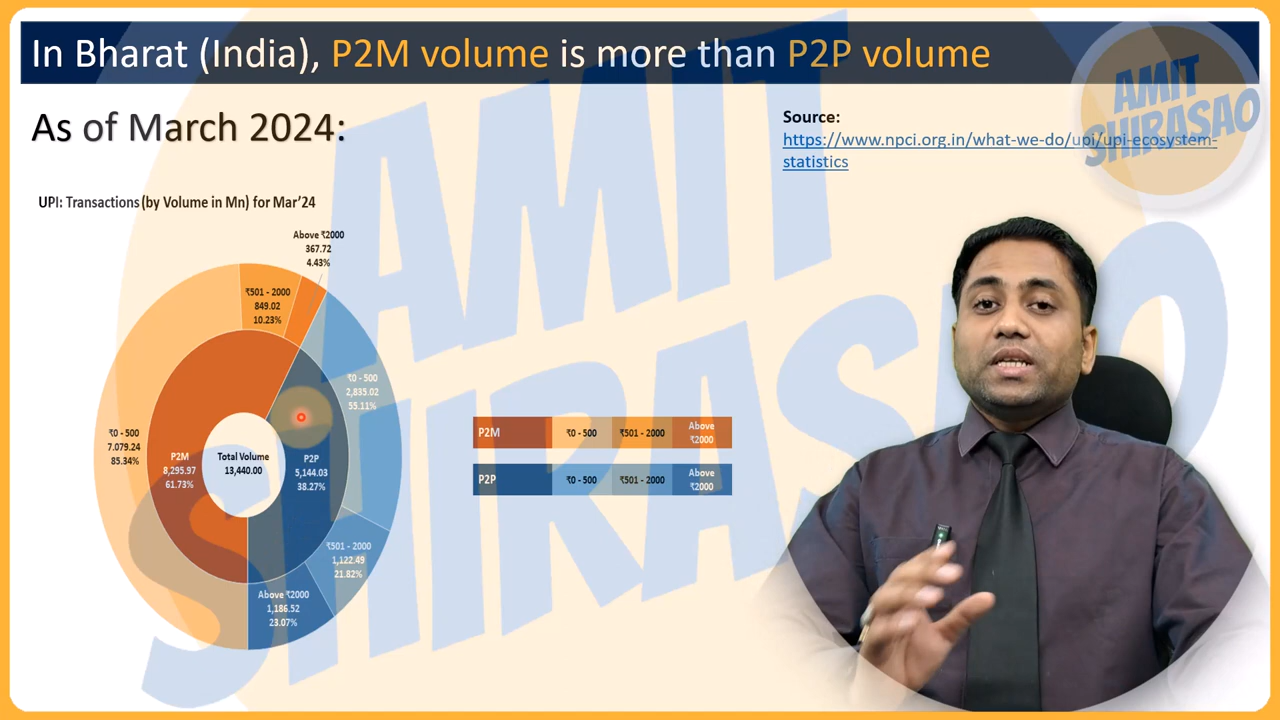 In Bharat (India), P2M volume is more than P2P volume
AMIT
SHIRASAO
As of March 2024:
Source:
https://www.npci.org.in/what-we-do/upi/upi-ecosystem-
statistics
UPI: Transactions (by Volume in Mn) for Mar'24
Above ₹2000
367.72
4.43%
₹501 - 2000
849.02
10.23%
₹0 - 500
2,835.02
55.11%
₹0 - 500
7.079.24
85.34%
P2M
8,295.97
61.73%
Total Volume
13,440.00
P2P
5,144.03
38.27%
₹501 - 2000
1,122.49
21.82%
Above ₹2000
1,186.52
23.07%
P2M
₹0 - 500
₹501 - 2000
Above
₹2000
P2P
₹0 - 500
₹501 - 2000
Above
₹2000
AMIT
SHIRASAO